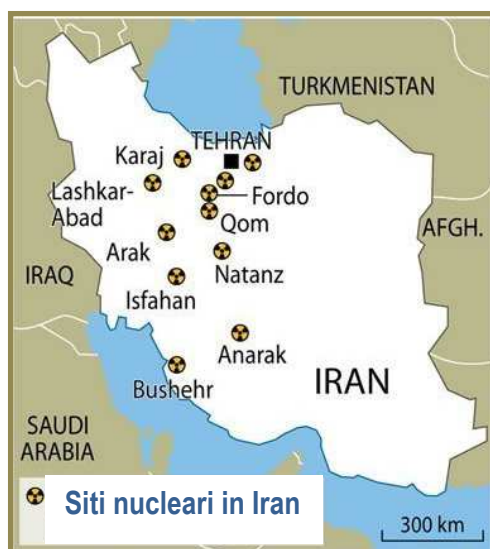 TURKMENISTAN
TEHRAN
Karaj
Lashkar-
Abad
Fordo
Qom
AFGH.
Arak
IRAQ
Natanz
Isfahan
Anarak
IRAN
Bushehr
SAUDI
ARABIA
Siti nucleari in Iran
300 km